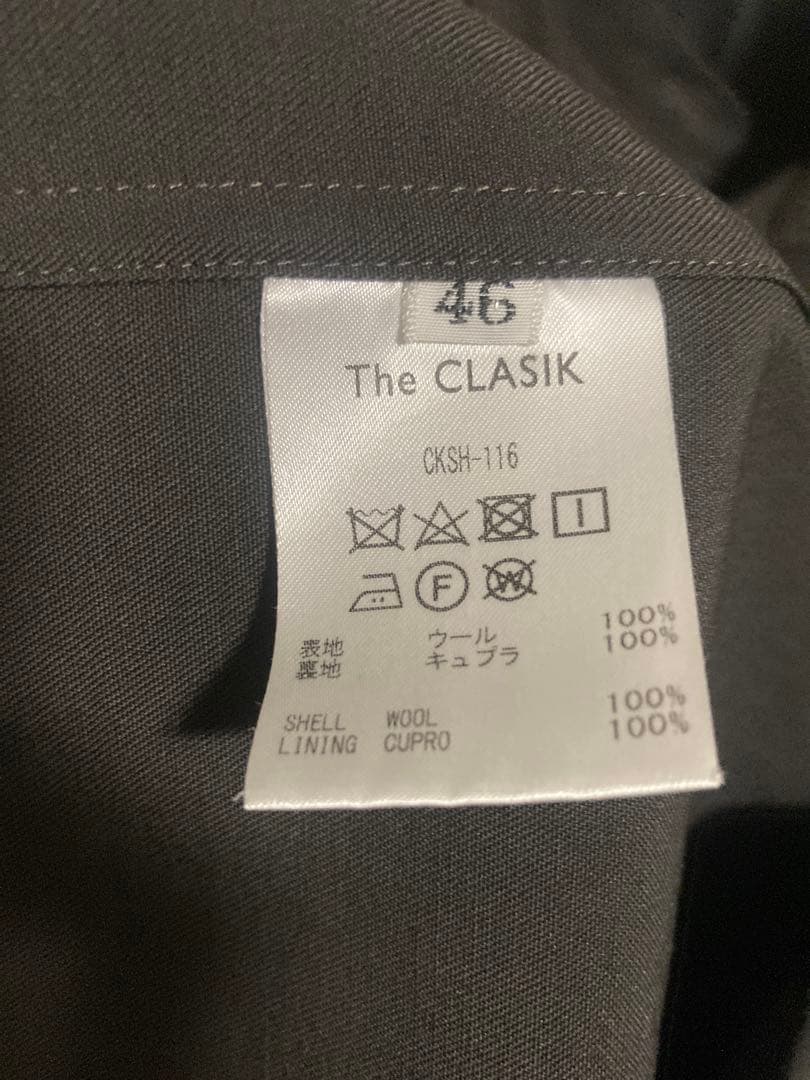 46
The CLASIK
CKSH-116
F W
表地 ウール 100%
裏地 キュプラ 100%
SHELL WOOL 100%
LINING CUPRO 100%